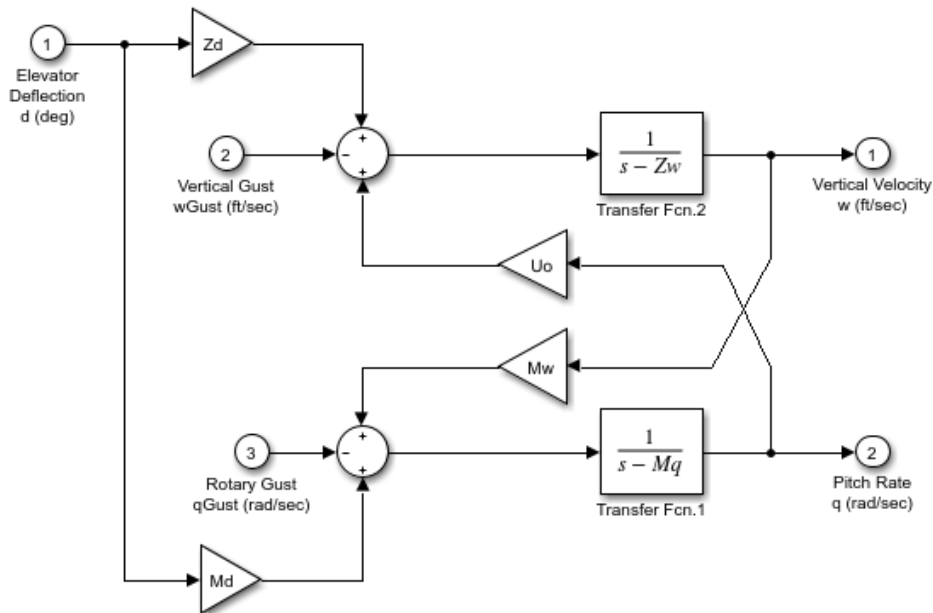 1
Elevator
Deflection
d (deg)
Zd
2
Vertical Gust
wGust (ft/sec)
+
−
+
1
s − Zw
Transfer Fcn.2
1
Vertical Velocity
w (ft/sec)
Uo
Mw
3
Rotary Gust
qGust (rad/sec)
+
−
+
1
s − Mq
Transfer Fcn.1
2
Pitch Rate
q (rad/sec)
Md